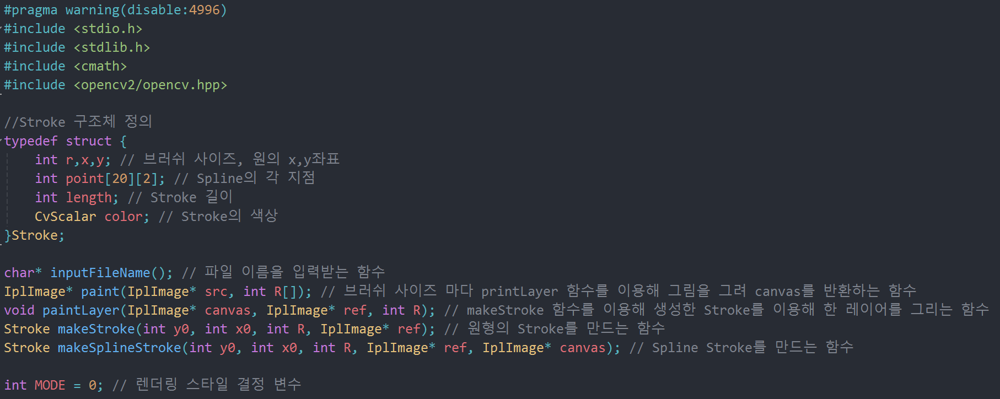 #pragma warning(disable:4996)
#include <stdio.h>
#include <stdlib.h>
#include <cmath>
#include <opencv2/opencv.hpp>
//Stroke 구조체 정의
typedef struct {
int r,x,y; // 브러쉬 사이즈, 원의 x,y좌표
int point[20][2]; // Spline의 각 지점
int length; // Stroke 길이
CvScalar color; // Stroke의 색상
}Stroke;
char* inputFileName(); // 파일 이름을 입력받는 함수
IplImage* paint(IplImage* src, int R[]); // 브러쉬 사이즈 마다 printLayer 함수를 이용해 그림을 그려 canvas를 반환하는 함수
void paintLayer(IplImage* canvas, IplImage* ref, int R); // makeStroke 함수를 이용해 생성한 Stroke를 이용해 한 레이어를 그리는 함수
Stroke makeStroke(int y0, int x0, int R, IplImage* ref); // 원형의 Stroke를 만드는 함수
Stroke makeSplineStroke(int y0, int x0, int R, IplImage* ref, IplImage* canvas); // Spline Stroke를 만드는 함수
int MODE = 0; // 렌더링 스타일 결정 변수